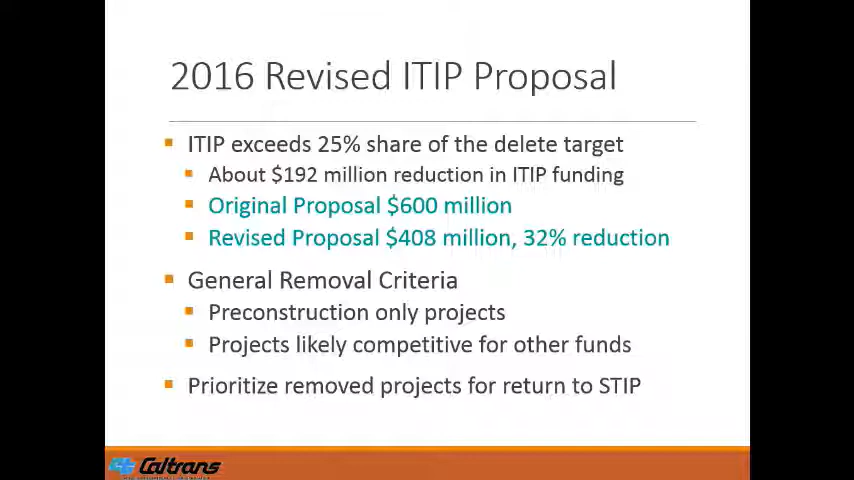 2016 Revised ITIP Proposal
ITIP exceeds 25% share of the delete target
About $192 million reduction in ITIP funding
Original Proposal $600 million
Revised Proposal $408 million, 32% reduction
General Removal Criteria
Preconstruction only projects
Projects likely competitive for other funds
Prioritize removed projects for return to STIP
Caltrans